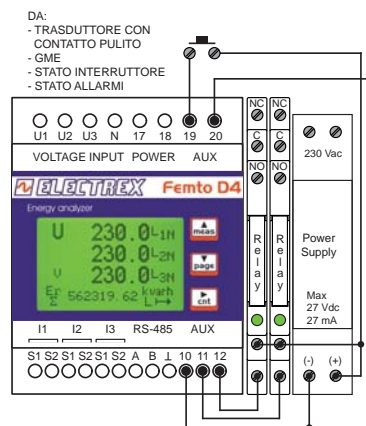 DA:
- TRASDUTTORE CON
CONTATTO PULITO
- GME
- STATO INTERRUTTORE
- STATO ALLARMI
NC NC
U1 U2 U3 N 17 18 19 20
C C
VOLTAGE INPUT POWER AUX
NO NO
230 Vac
ELECTREX Femto D4
Energy analyzer
U 230.0 L1N
230.0 L2N
V 230.0 L3N
Er Σ 562319.62 kvarh L
meas
page
cnt
Relay
Relay
Power
Supply
Max
27 Vdc
27 mA
I1 I2 I3 RS-485 AUX
S1 S2 S1 S2 S1 S2 A B ⊥ 10 11 12
(-) (+)